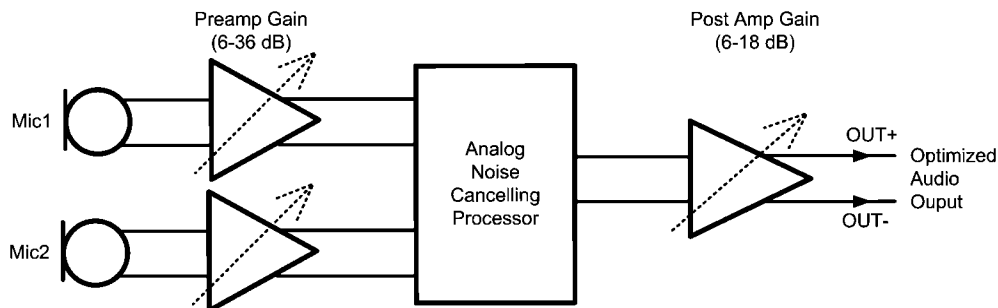 Preamp Gain
(6-36 dB)
Post Amp Gain
(6-18 dB)
Mic1
Mic2
Analog
Noise
Cancelling
Processor
OUT+
OUT-
Optimized
Audio
Ouput